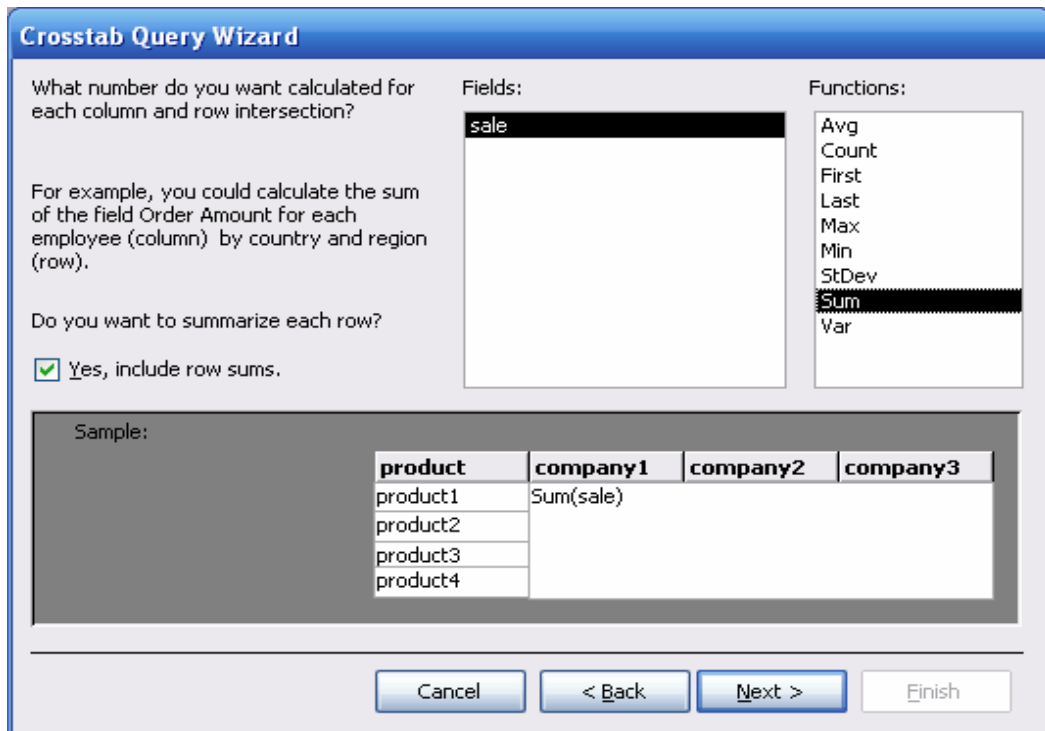 Crosstab Query Wizard
What number do you want calculated for
each column and row intersection?
For example, you could calculate the sum
of the field Order Amount for each
employee (column)  by country and region
(row).
Do you want to summarize each row?
Yes, include row sums.
Fields:
sale
Functions:
Avg
Count
First
Last
Max
Min
StDev
Sum
Var
Sample:
product company1 company2 company3
product1 Sum(sale)
product2
product3
product4
Cancel < Back Next > Finish